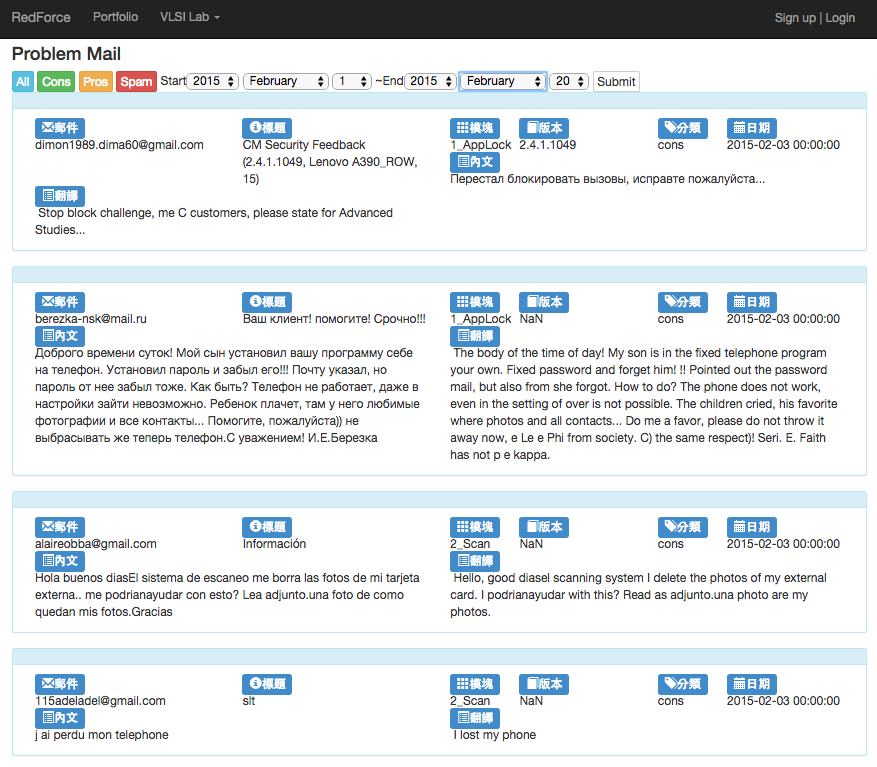 RedForce Portfolio VLSI Lab Sign up | Login
Problem Mail
All Cons Pros Spam Start 2015 February 1 ~End 2015 February 20 Submit
郵件 標題 模塊 版本 分類 日期
dimon1989.dima60@gmail.com CM Security Feedback 1_AppLock 2.4.1.1049 cons 2015-02-03 00:00:00
(2.4.1.1049, Lenovo A390_ROW, 內文
15) Перестал блокировать вызовы, исправте пожалуйста...
翻譯
Stop block challenge, me C customers, please state for Advanced
Studies...
郵件 標題 模塊 版本 分類 日期
berezka-nsk@mail.ru Ваш клиент! помогите! Срочно!!! 1_AppLock NaN cons 2015-02-03 00:00:00
內文 翻譯
Доброго времени суток! Мой сын установил вашу программу себе
на телефон. Установил пароль и забыл его!!! Почту указал, но
пароль от нее забыл тоже. Как быть? Телефон не работает, даже в
настройки зайти невозможно. Ребенок плачет, там у него любимые
фотографии и все контакты... Помогите, пожалуйста)) не
выбрасывать же теперь телефон.С уважением! И.Е.Березка
The body of the time of day! My son is in the fixed telephone program
your own. Fixed password and forget him! !! Pointed out the password
mail, but also from she forgot. How to do? The phone does not work,
even in the setting of over is not possible. The children cried, his favorite
where photos and all contacts... Do me a favor, please do not throw it
away now, e Le e Phi from society. C) the same respect)! Seri. E. Faith
has not p e kappa.
郵件 標題 模塊 版本 分類 日期
alaireobba@gmail.com Información 2_Scan NaN cons 2015-02-03 00:00:00
內文 翻譯
Hola buenos diasEl sistema de escaneo me borra las fotos de mi tarjeta
externa.. me podrianayudar con esto? Lea adjunto.una foto de como
quedan mis fotos.Gracias
Hello, good diasel scanning system I delete the photos of my external
card. I podrianayudar with this? Read as adjunto.una photo are my
photos.
郵件 標題 模塊 版本 分類 日期
115adeladel@gmail.com slt 2_Scan NaN cons 2015-02-03 00:00:00
內文 翻譯
j ai perdu mon telephone I lost my phone